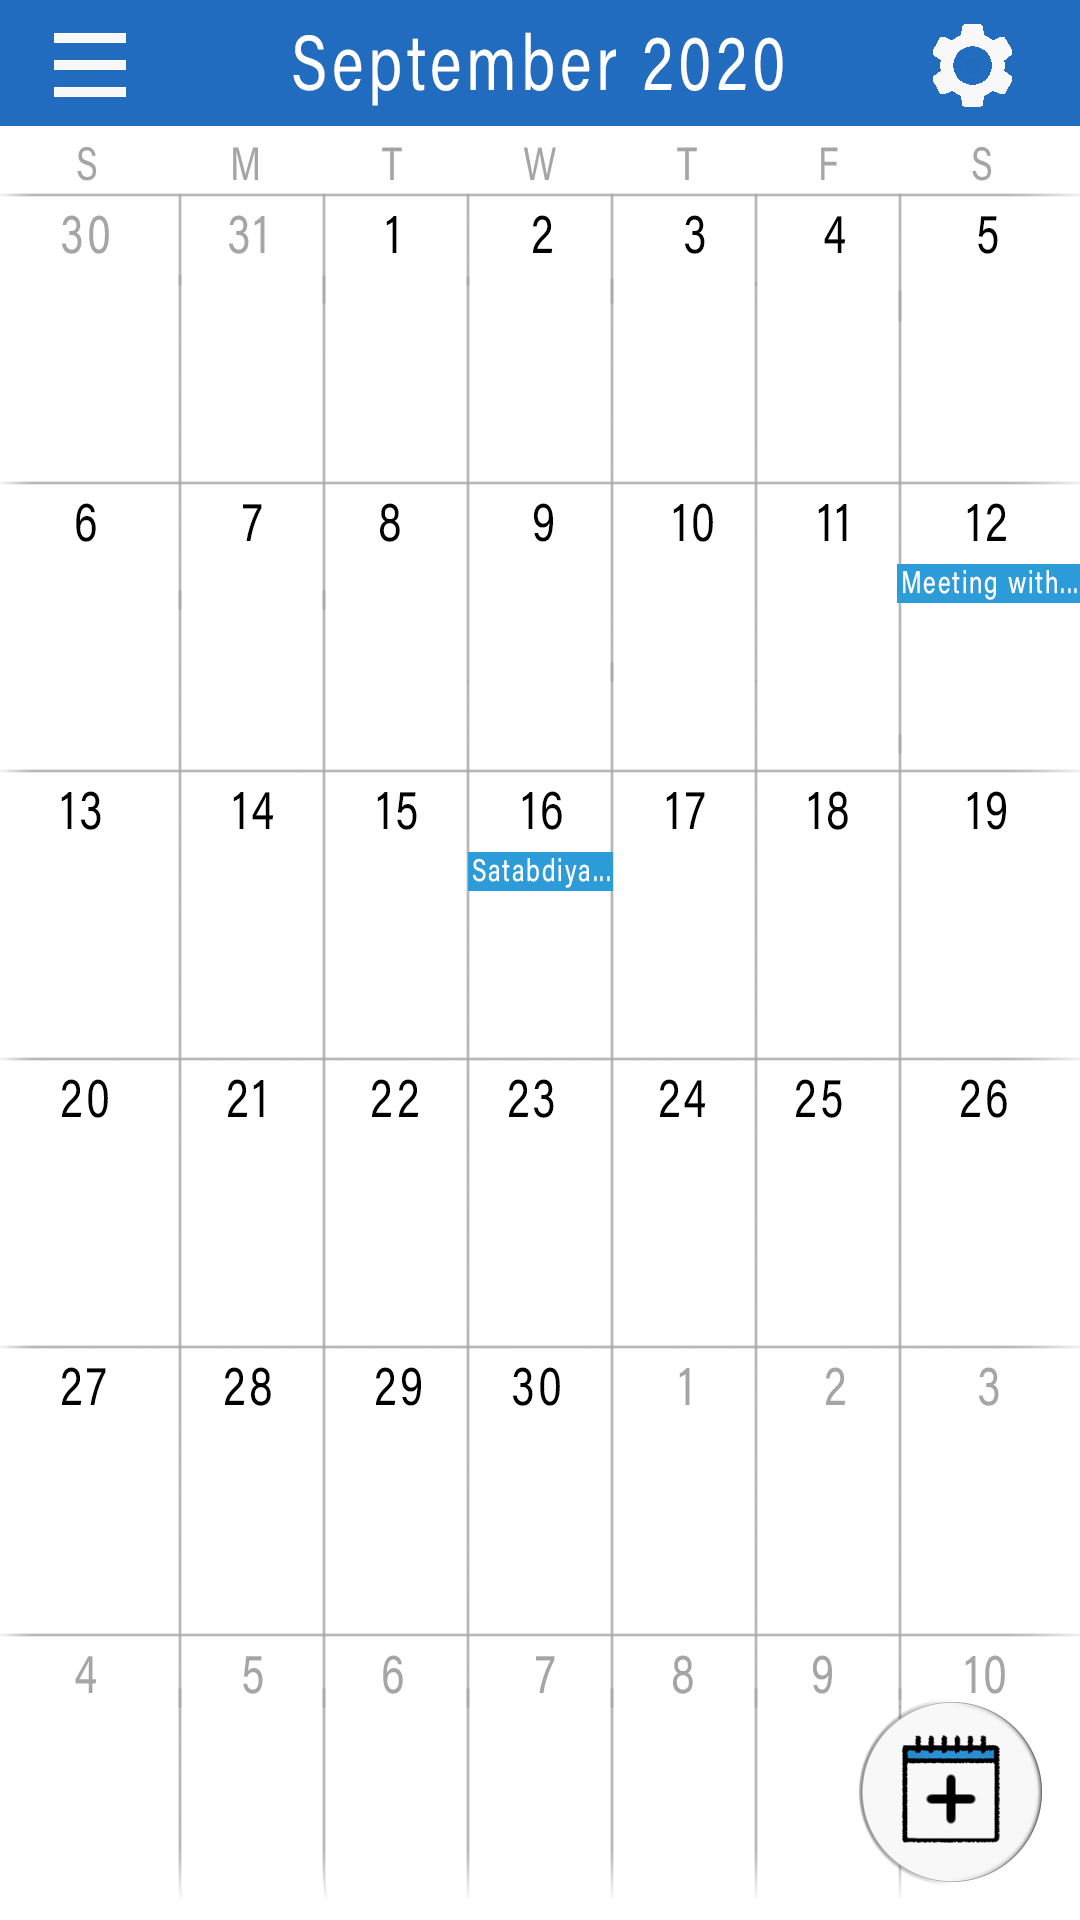 September 2020
S M T W T F S
30 31 1 2 3 4 5
6 7 8 9 10 11 12
Meeting with...
13 14 15 16 17 18 19
Satabdiya...
20 21 22 23 24 25 26
27 28 29 30 1 2 3
4 5 6 7 8 9 10